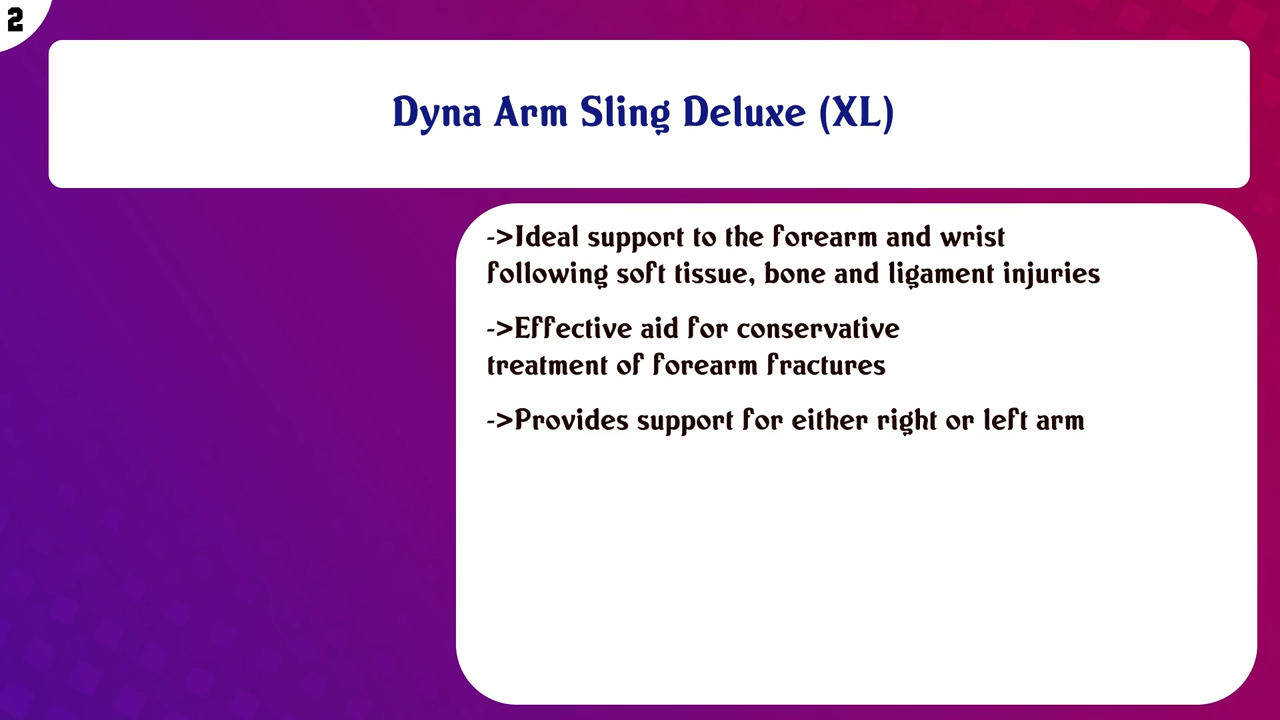 2
Dyna Arm Sling Deluxe (XL)
->Ideal support to the forearm and wrist
following soft tissue, bone and ligament injuries
->Effective aid for conservative
treatment of forearm fractures
->Provides support for either right or left arm